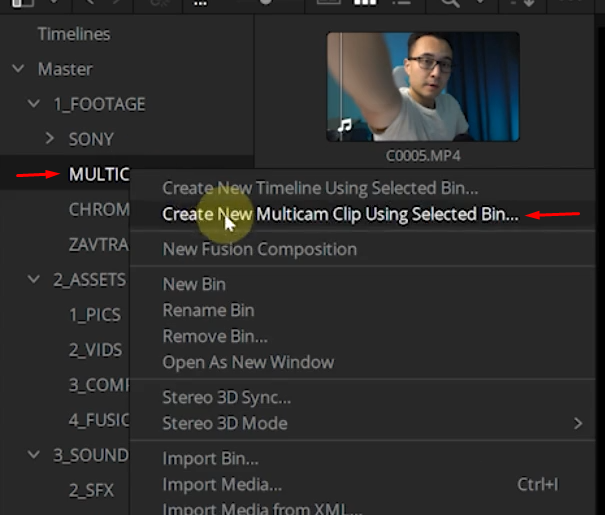 Timelines
Master
1_FOOTAGE
SONY
C0005.MP4
MULTIC
Create New Timeline Using Selected Bin...
CHROM
Create New Multicam Clip Using Selected Bin...
ZAVTRA
New Fusion Composition
2_ASSETS
New Bin
1_PICS
Rename Bin
Remove Bin...
2_VIDS
Open As New Window
3_COMP
Stereo 3D Sync...
4_FUSIC
Stereo 3D Mode
3_SOUND
Import Bin...
2_SFX
Import Media... Ctrl+I
Import Media from XML...